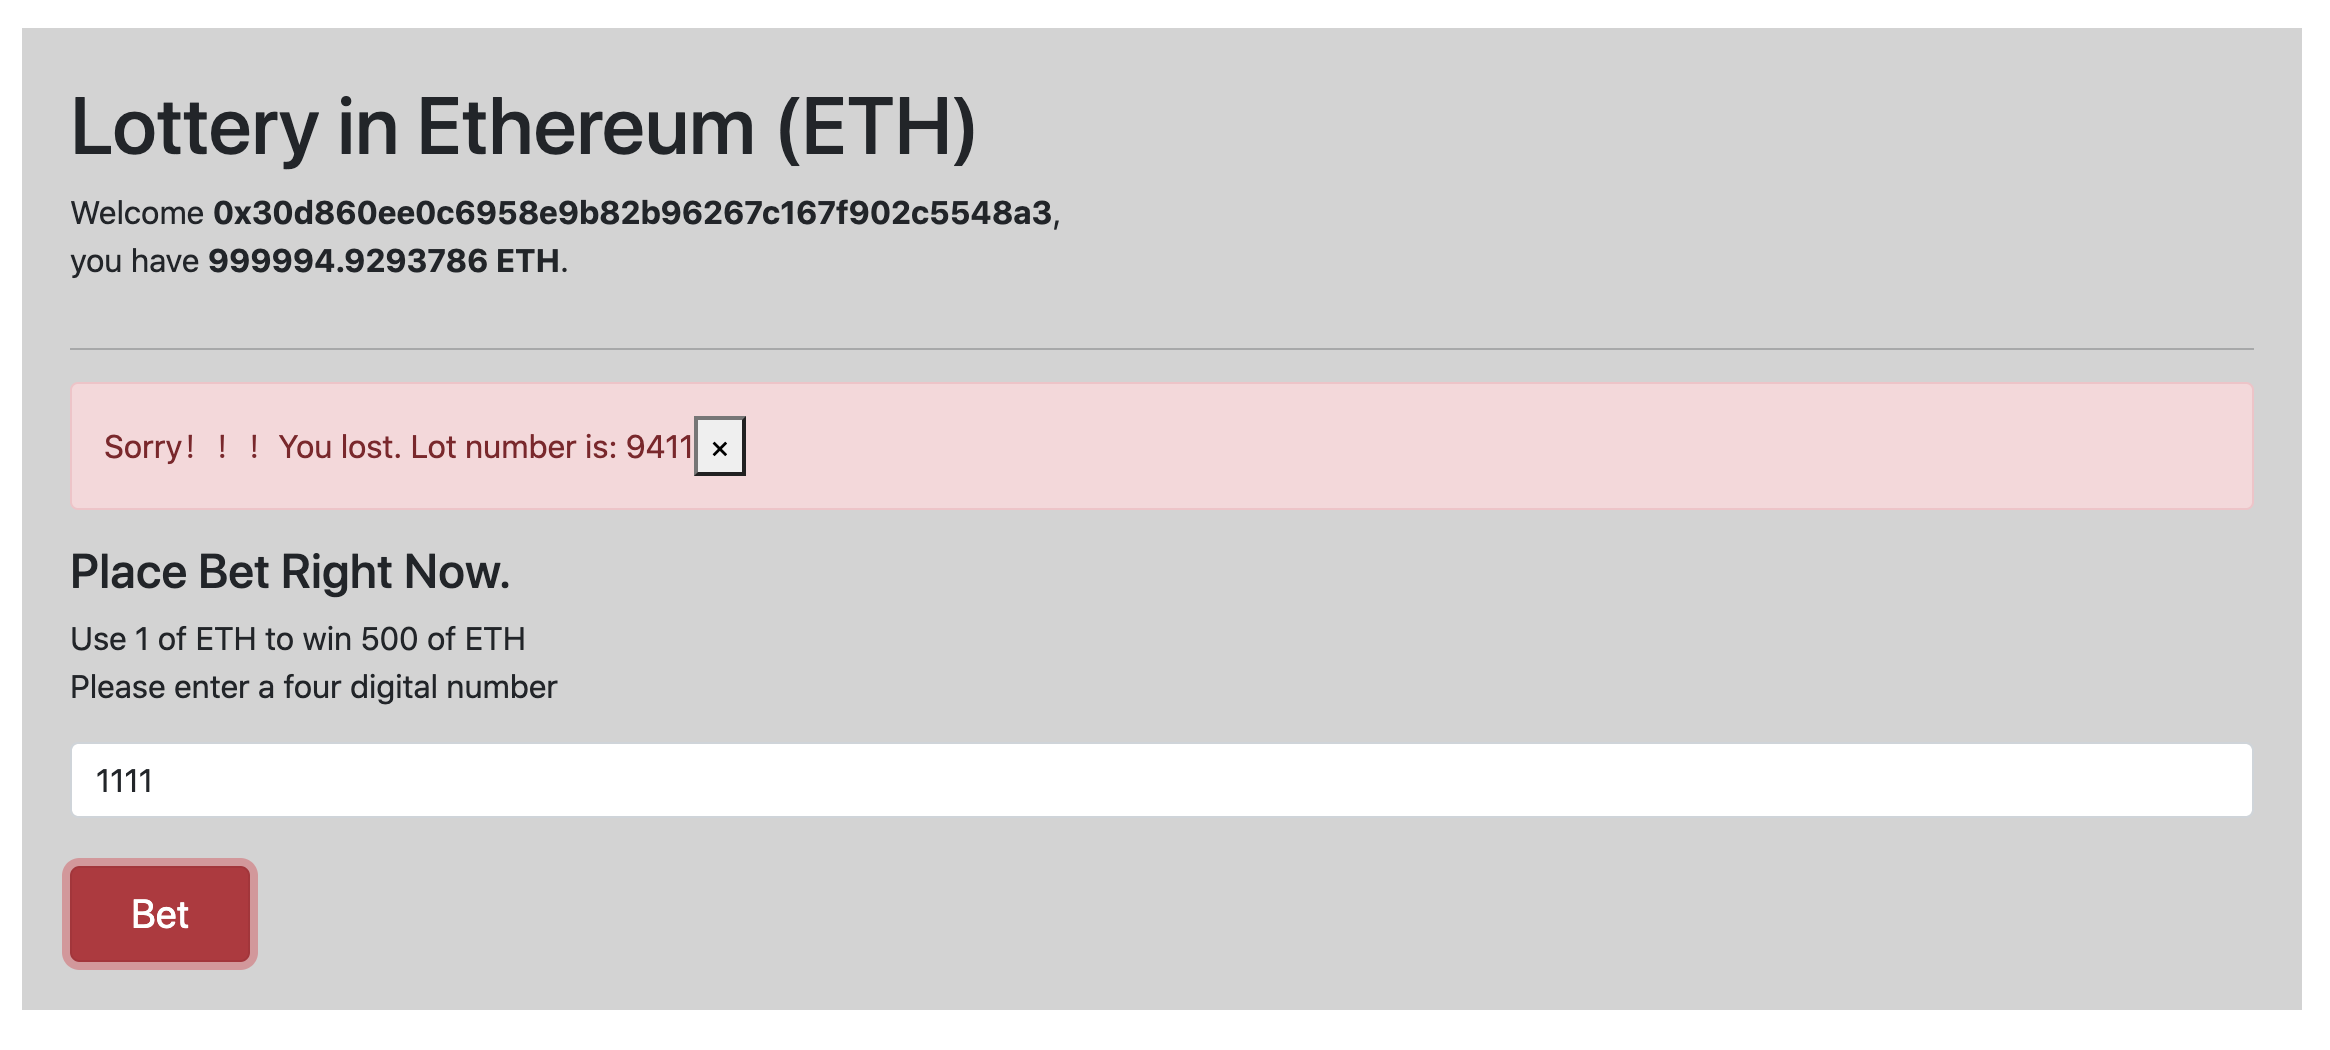 Lottery in Ethereum (ETH)
Welcome 0x30d860ee0c6958e9b82b96267c167f902c5548a3,
you have 999994.9293786 ETH.
Sorry！！！You lost. Lot number is: 9411 ×
Place Bet Right Now.
Use 1 of ETH to win 500 of ETH
Please enter a four digital number
1111
Bet